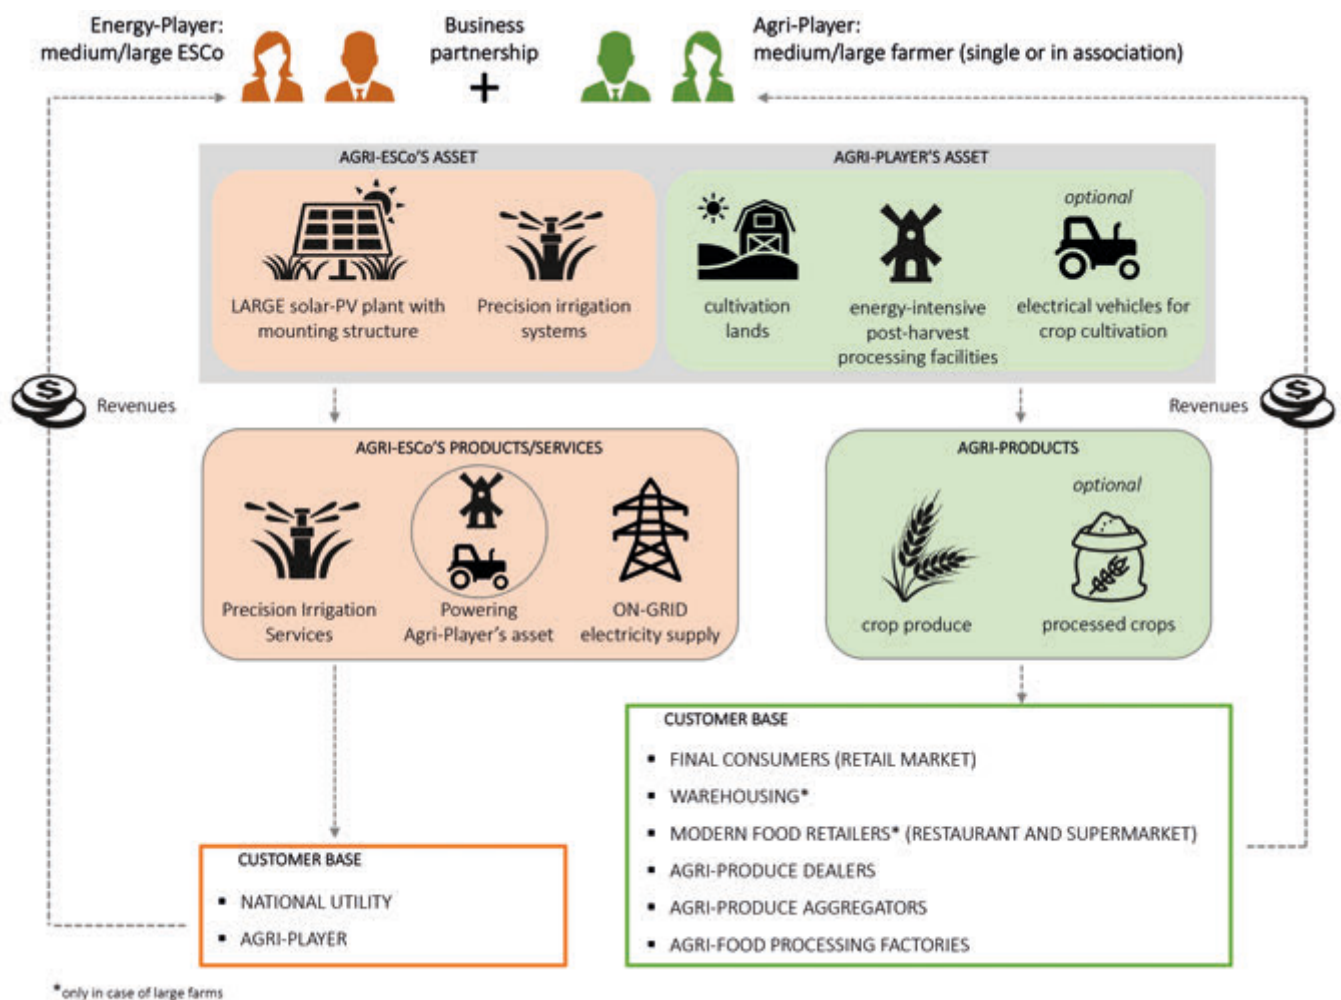 Energy-Player:
medium/large ESCo
Business
partnership
+
Agri-Player:
medium/large farmer (single or in association)
AGRI-ESCo'S ASSET
LARGE solar-PV plant with
mounting structure
Precision irrigation
systems
AGRI-PLAYER'S ASSET
cultivation
lands
energy-intensive
post-harvest
processing facilities
optional
electrical vehicles for
crop cultivation
$
Revenues
Revenues
$
AGRI-ESCo'S PRODUCTS/SERVICES
Precision Irrigation
Services
Powering
Agri-Player's asset
ON-GRID
electricity supply
AGRI-PRODUCTS
crop produce
optional
processed crops
CUSTOMER BASE
▪ NATIONAL UTILITY
▪ AGRI-PLAYER
CUSTOMER BASE
▪ FINAL CONSUMERS (RETAIL MARKET)
▪ WAREHOUSING*
▪ MODERN FOOD RETAILERS* (RESTAURANT AND SUPERMARKET)
▪ AGRI-PRODUCE DEALERS
▪ AGRI-PRODUCE AGGREGATORS
▪ AGRI-FOOD PROCESSING FACTORIES
*only in case of large farms